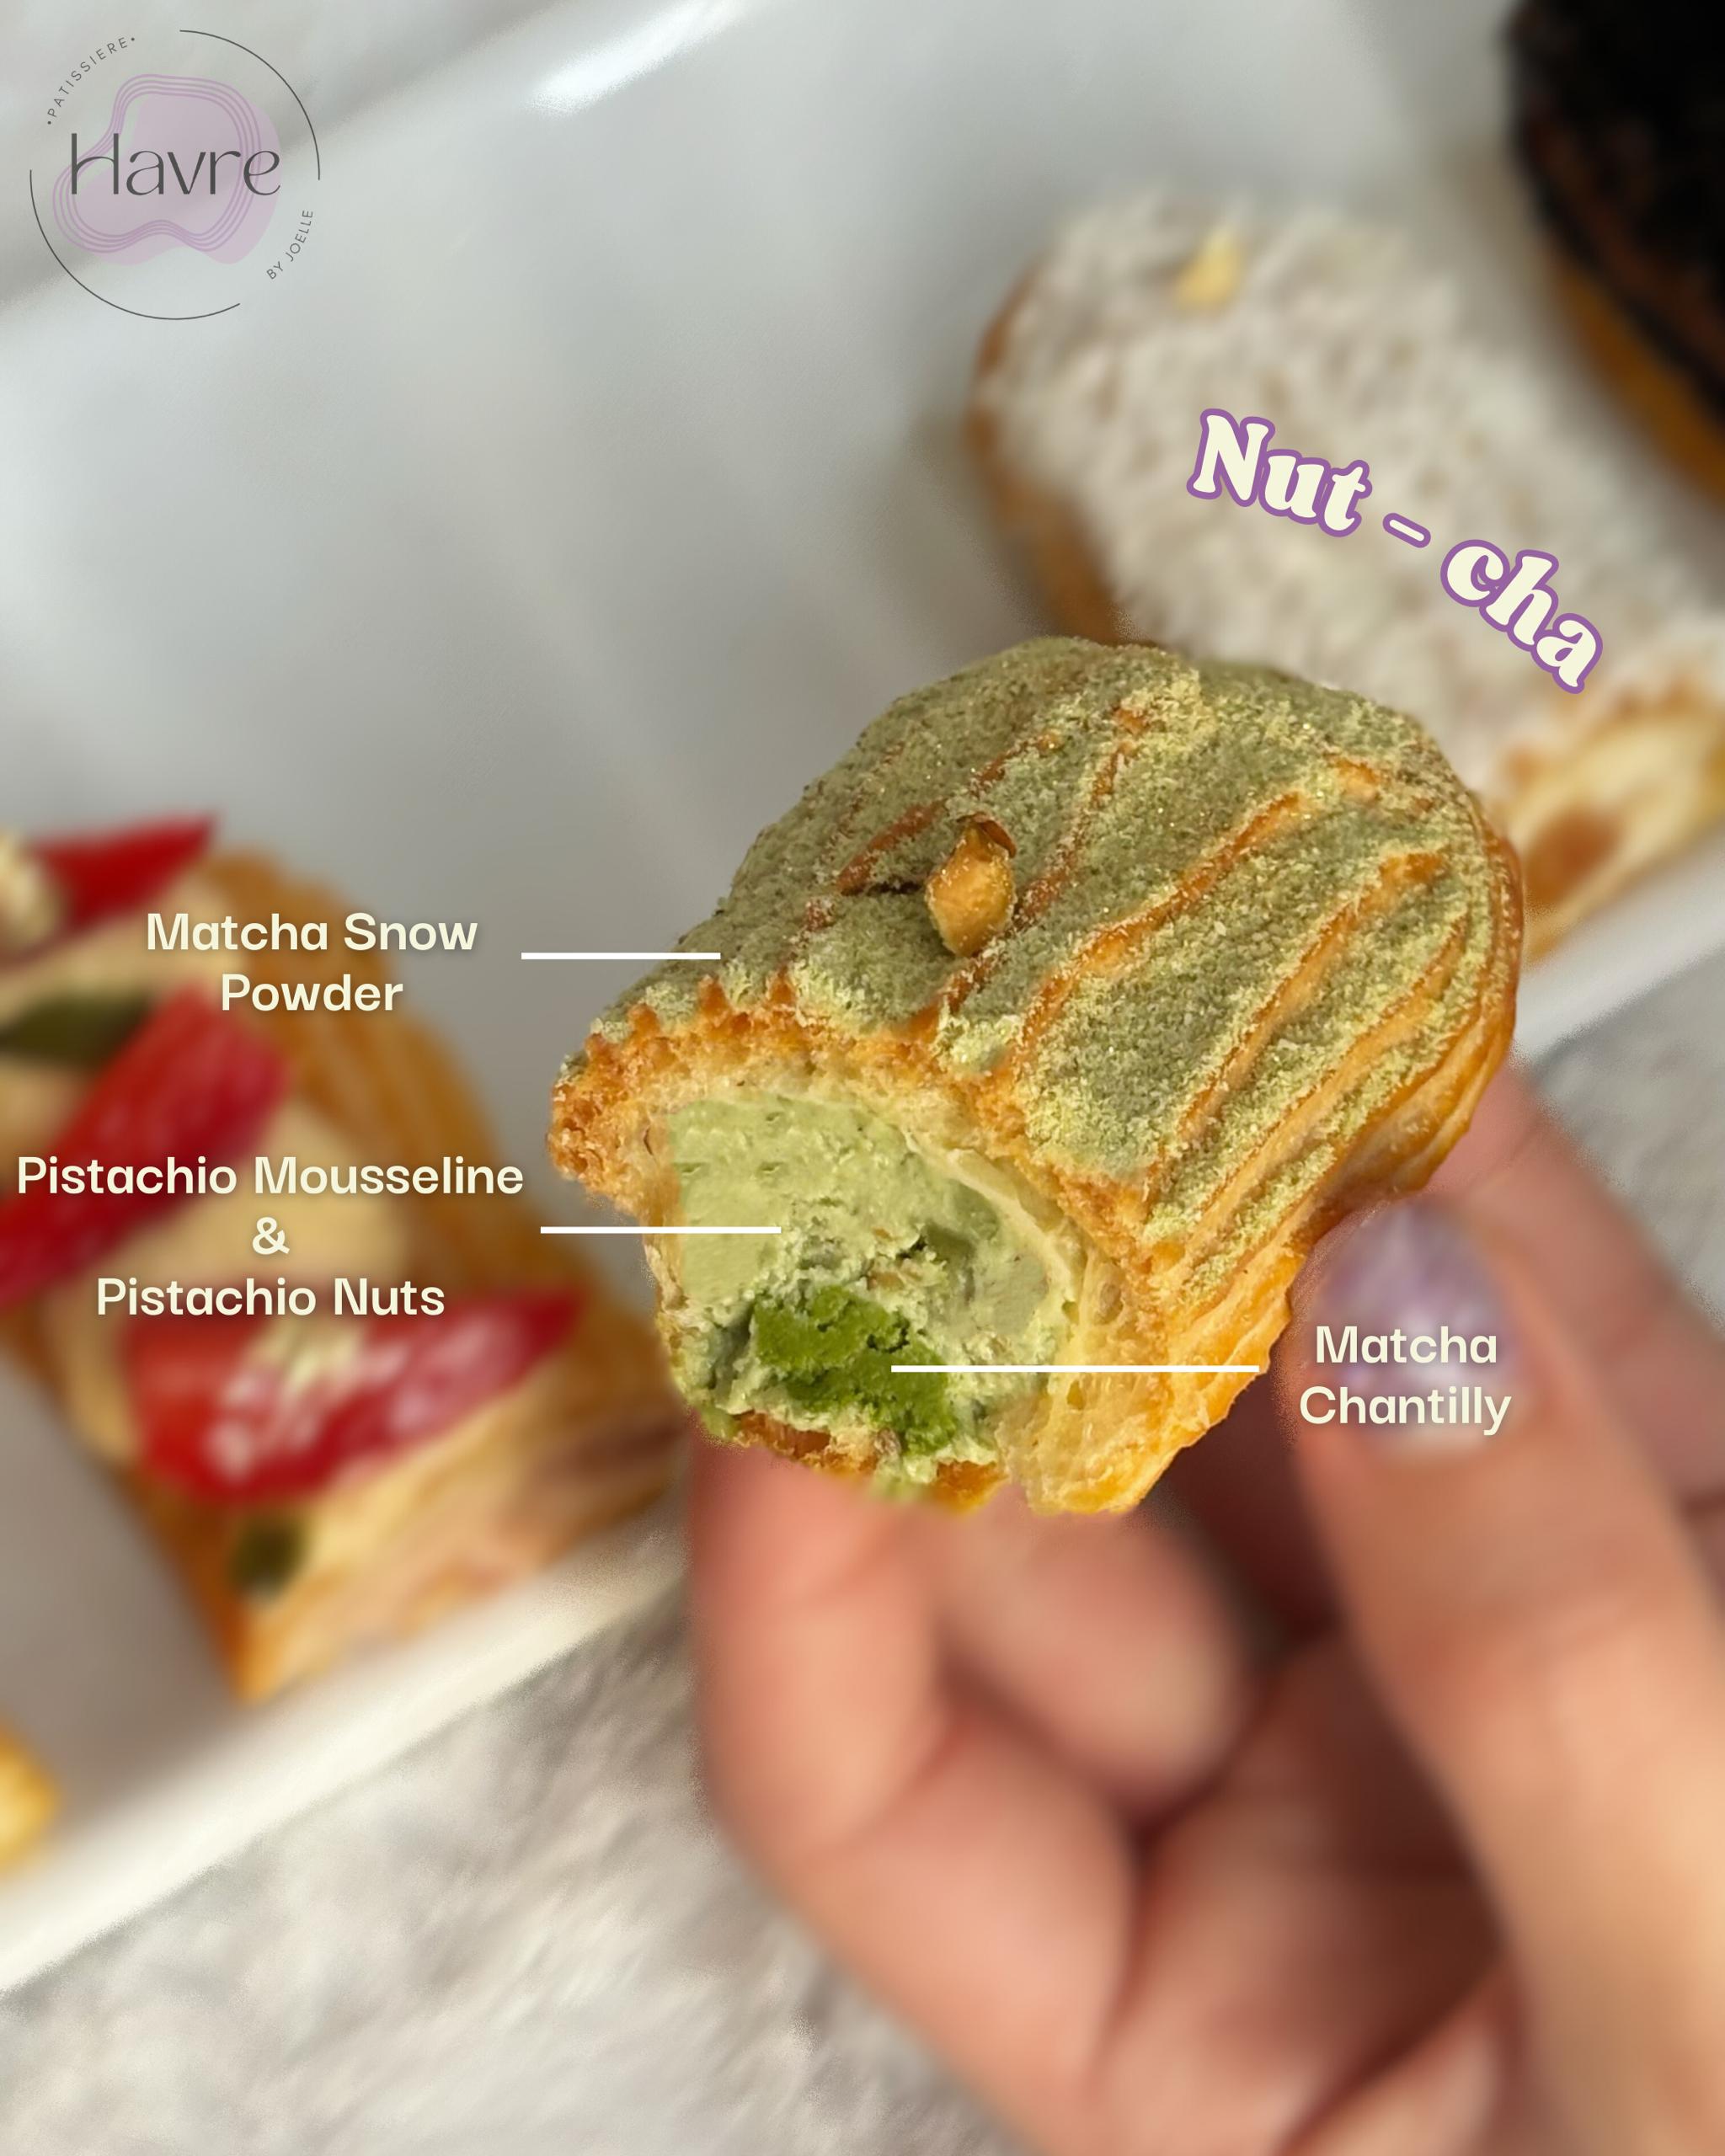 •PATISSIERE•
Havre
BY JOELLE
Nut - cha
Matcha Snow
Powder
Pistachio Mousseline
&
Pistachio Nuts
Matcha
Chantilly